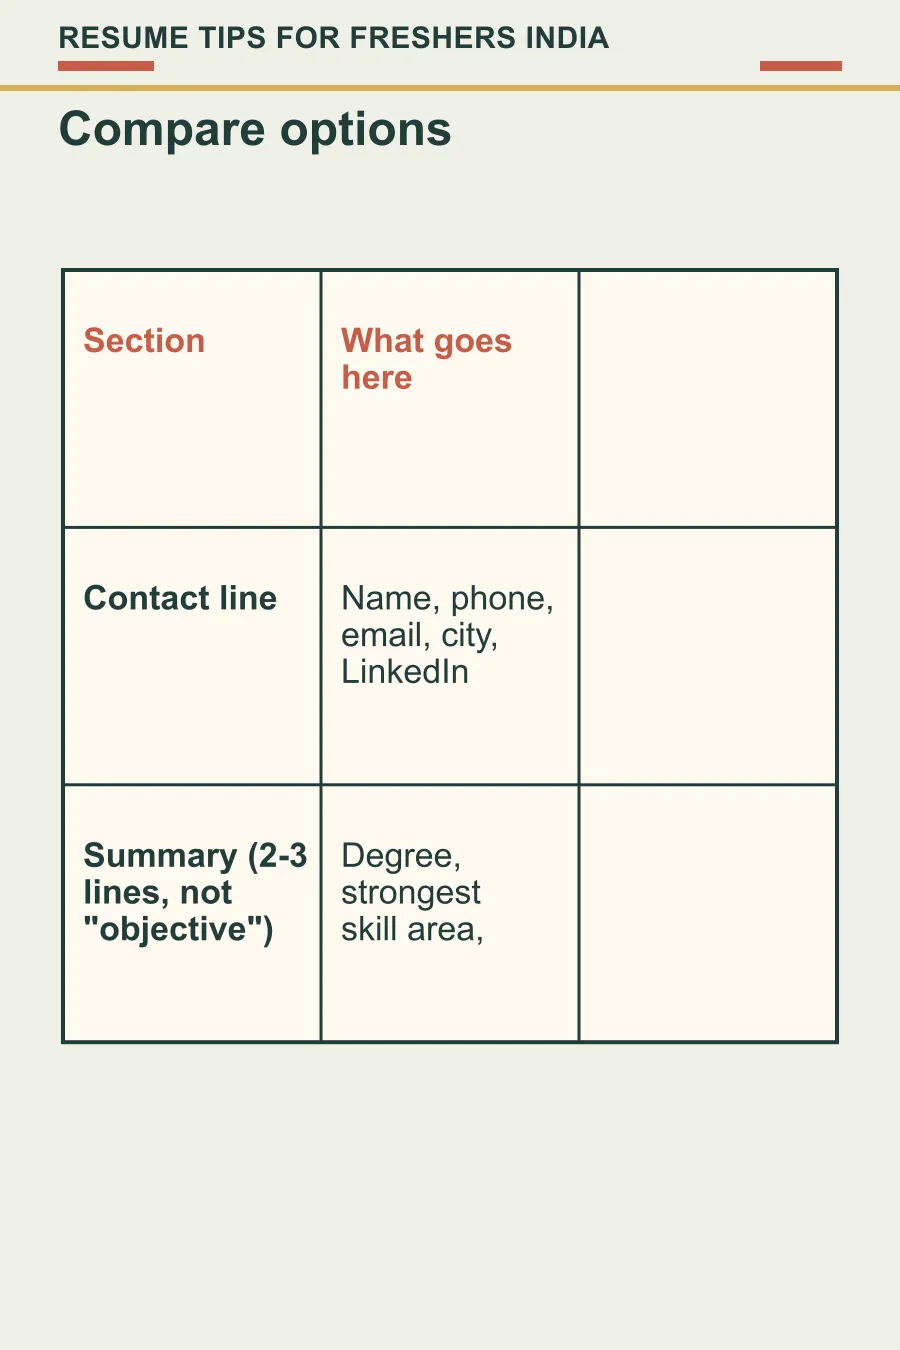 RESUME TIPS FOR FRESHERS INDIA
Compare options
Section
What goes
here
Contact line
Name, phone,
email, city,
LinkedIn
Summary (2-3
lines, not
"objective")
Degree,
strongest
skill area,